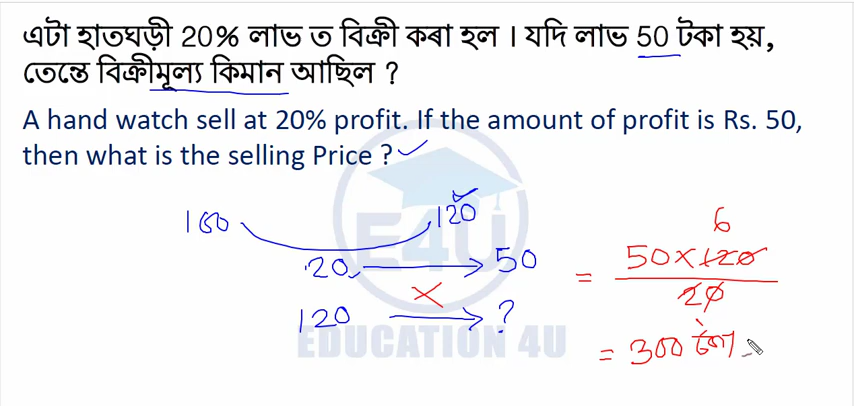 এটা হাতঘড়ী 20% লাভ ত বিক্ৰী কৰা হল । যদি লাভ 50 টকা হয়,
তেন্তে বিক্ৰীমূল্য কিমান আছিল ?
A hand watch sell at 20% profit. If the amount of profit is Rs. 50,
then what is the selling Price ?
100 120
20 → 50
120 → ?
×
6
= 50×120
20
= 300 টকা
E4U
EDUCATION 4U